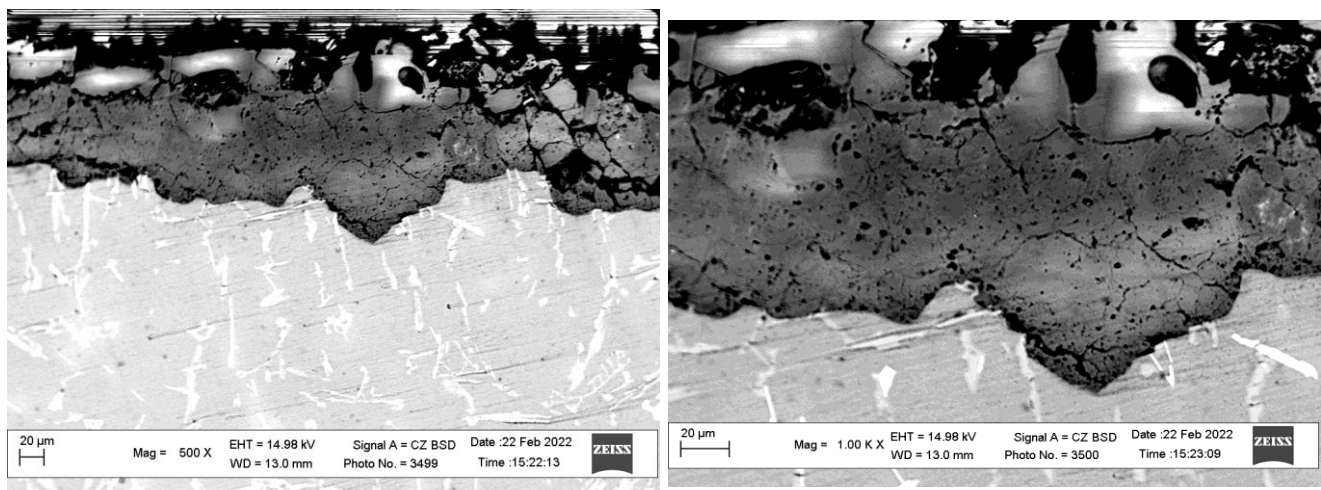 20 µm
Mag = 500 X
EHT = 14.98 kV
WD = 13.0 mm
Signal A = CZ BSD
Photo No. = 3499
Date :22 Feb 2022
Time :15:22:13
ZEISS
20 µm
Mag = 1.00 K X
EHT = 14.98 kV
WD = 13.0 mm
Signal A = CZ BSD
Photo No. = 3500
Date :22 Feb 2022
Time :15:23:09
ZEISS